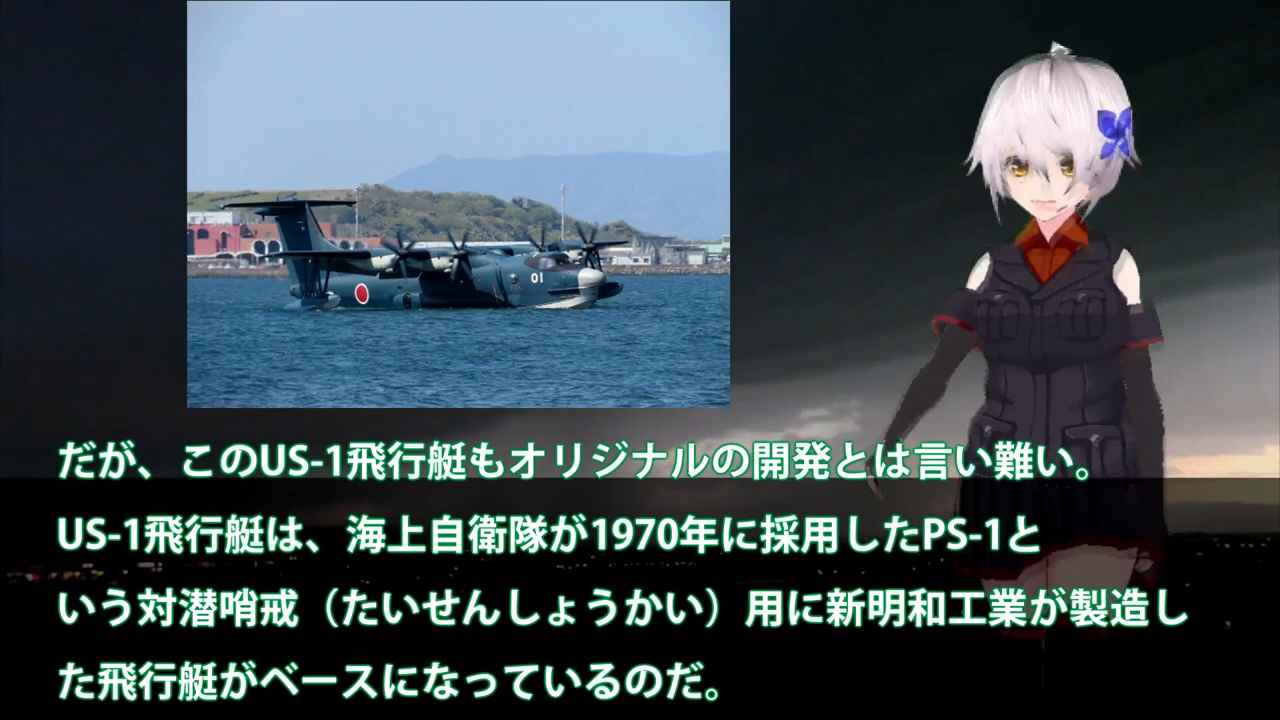 01
だが、このUS-1飛行艇もオリジナルの開発とは言い難い。
US-1飛行艇は、海上自衛隊が1970年に採用したPS-1と
いう対潜哨戒（たいせんしょうかい）用に新明和工業が製造し
た飛行艇がベースになっているのだ。